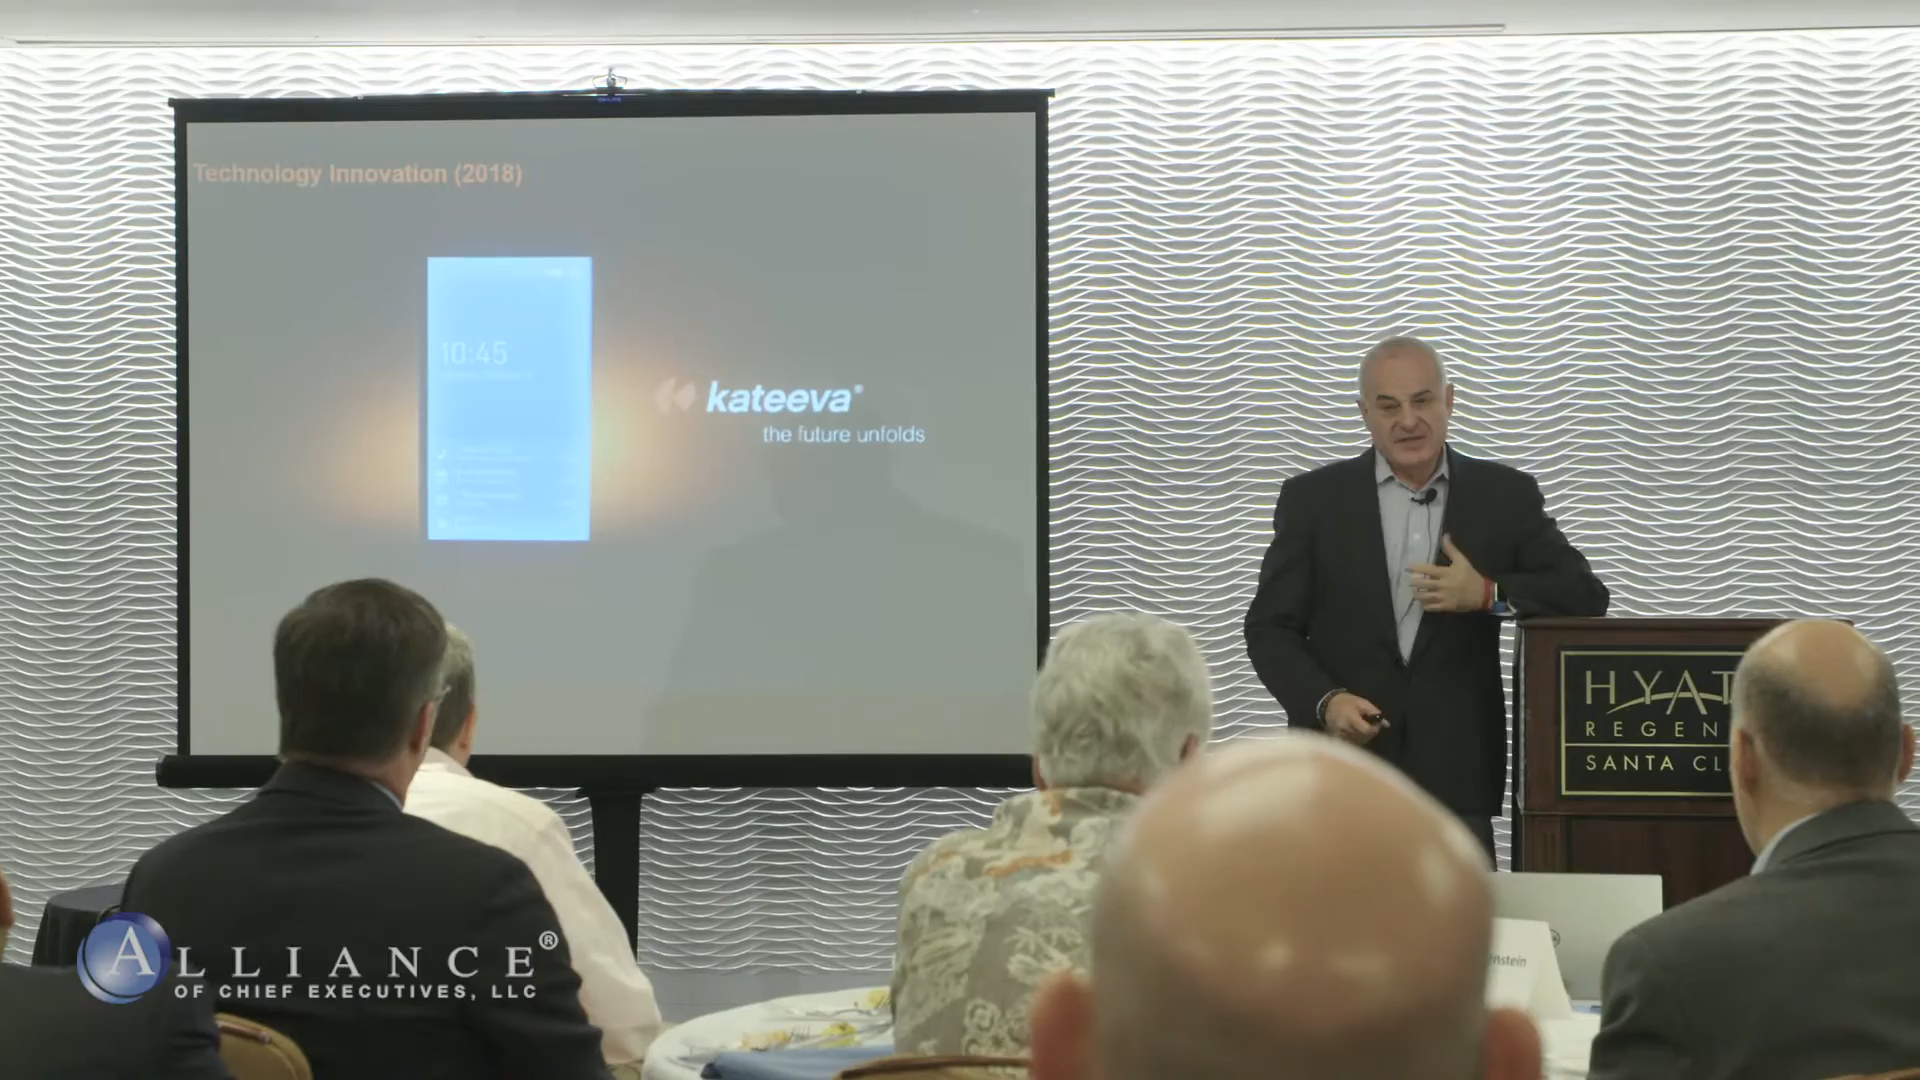 Technology Innovation (2018)
10:45
kateeva®
the future unfolds
HYAT
REGEN
SANTA CL
nstein
ALLIANCE®
OF CHIEF EXECUTIVES, LLC